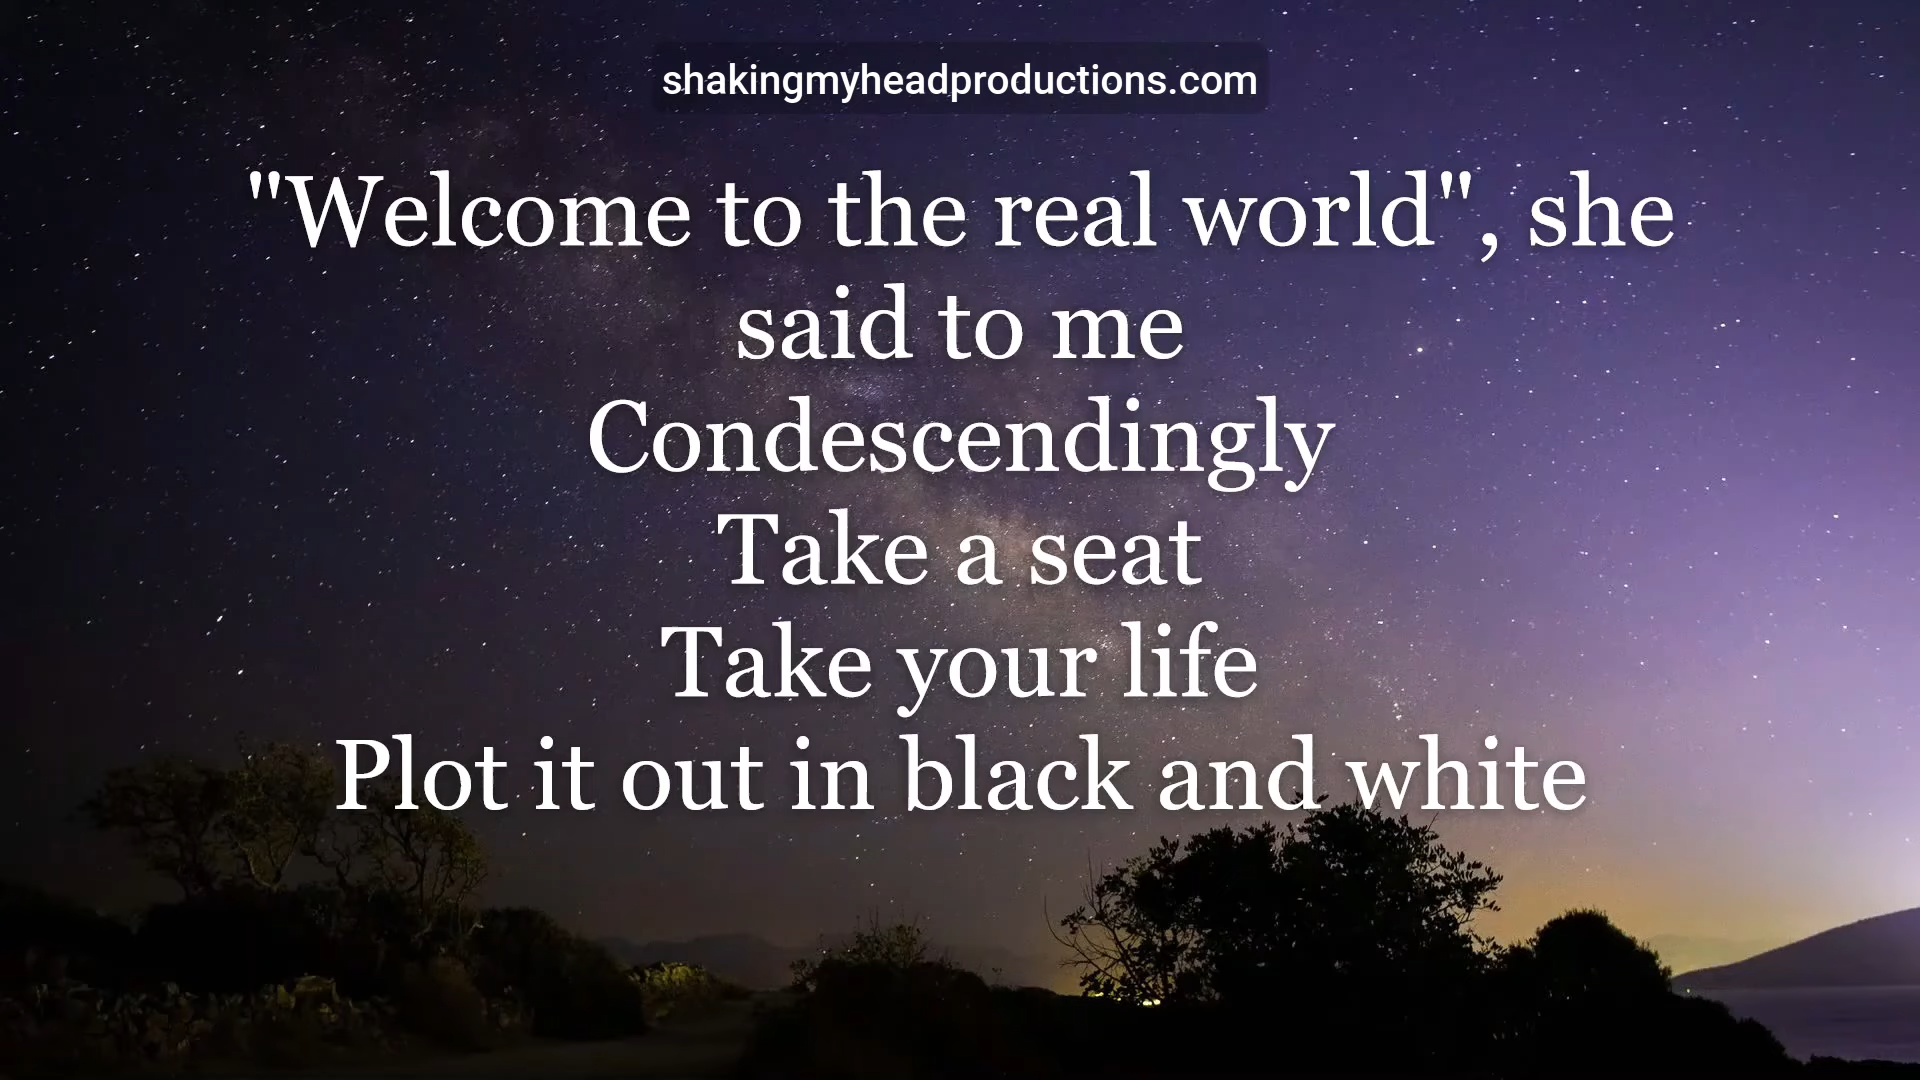 shakingmyheadproductions.com
"Welcome to the real world", she
said to me
Condescendingly
Take a seat
Take your life
Plot it out in black and white